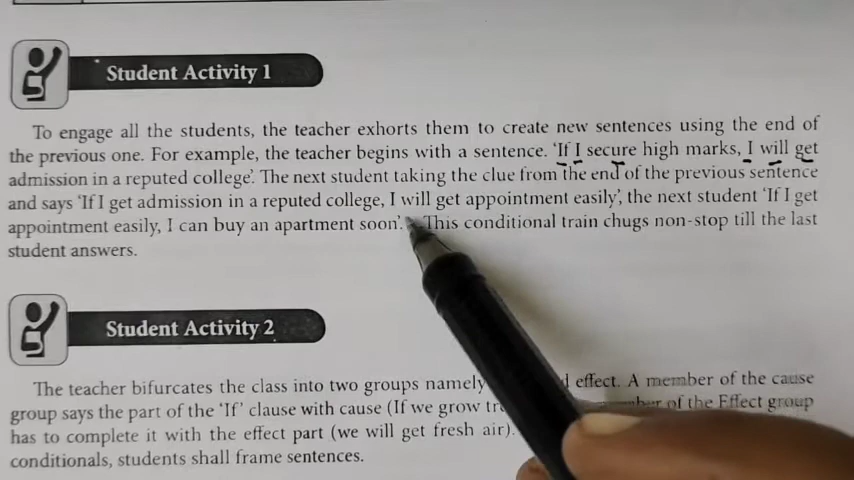 Student Activity 1
To engage all the students, the teacher exhorts them to create new sentences using the end of
the previous one. For example, the teacher begins with a sentence. 'If I secure high marks, I will get
admission in a reputed college'. The next student taking the clue from the end of the previous sentence
and says 'If I get admission in a reputed college, I will get appointment easily', the next student 'If I get
appointment easily, I can buy an apartment soon'. This conditional train chugs non-stop till the last
student answers.
Student Activity 2
The teacher bifurcates the class into two groups namely effect. A member of the cause
group says the part of the 'If' clause with cause (If we grow of the Effect group
has to complete it with the effect part (we will get fresh air).
conditionals, students shall frame sentences.